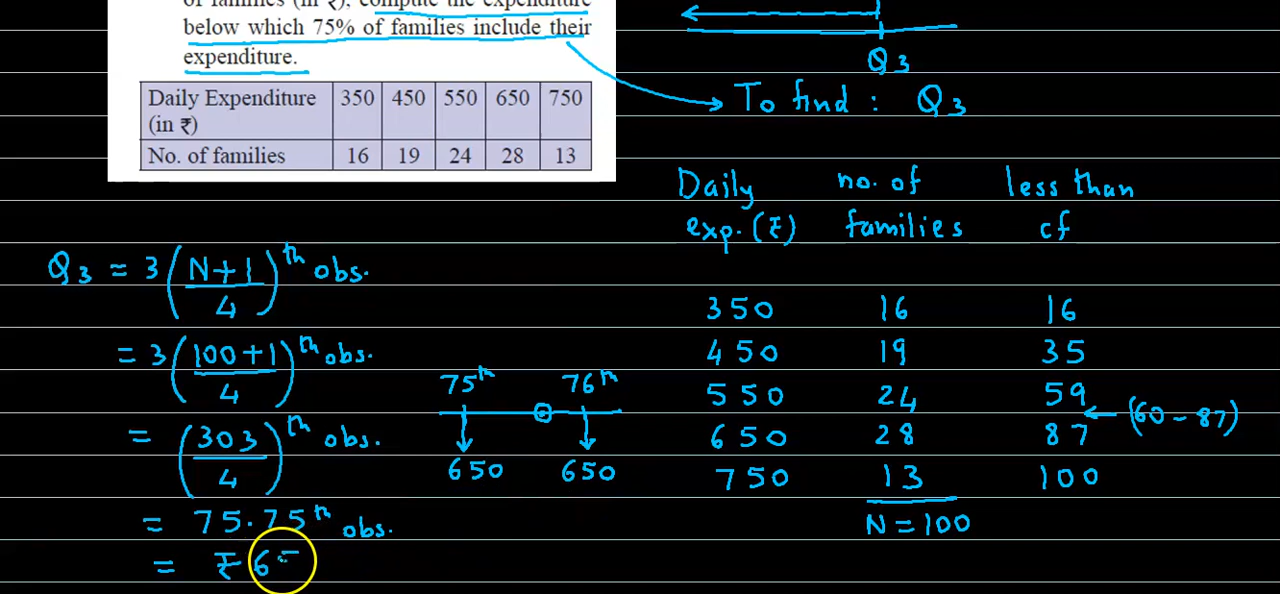 of families (in ₹), compute the expenditure
below which 75% of families include their
expenditure.
Daily Expenditure (in ₹) 350 450 550 650 750
No. of families 16 19 24 28 13
Q3
To find : Q3
Daily exp. (₹) no. of families less than cf
350 16 16
450 19 35
550 24 59
650 28 87 (60 - 87)
750 13 100
N = 100
Q3 = 3 (N+1/4)th obs.
= 3 (100+1/4)th obs.
= (303/4)th obs.
= 75.75th obs.
= ₹ 65
75th 76th
650 650